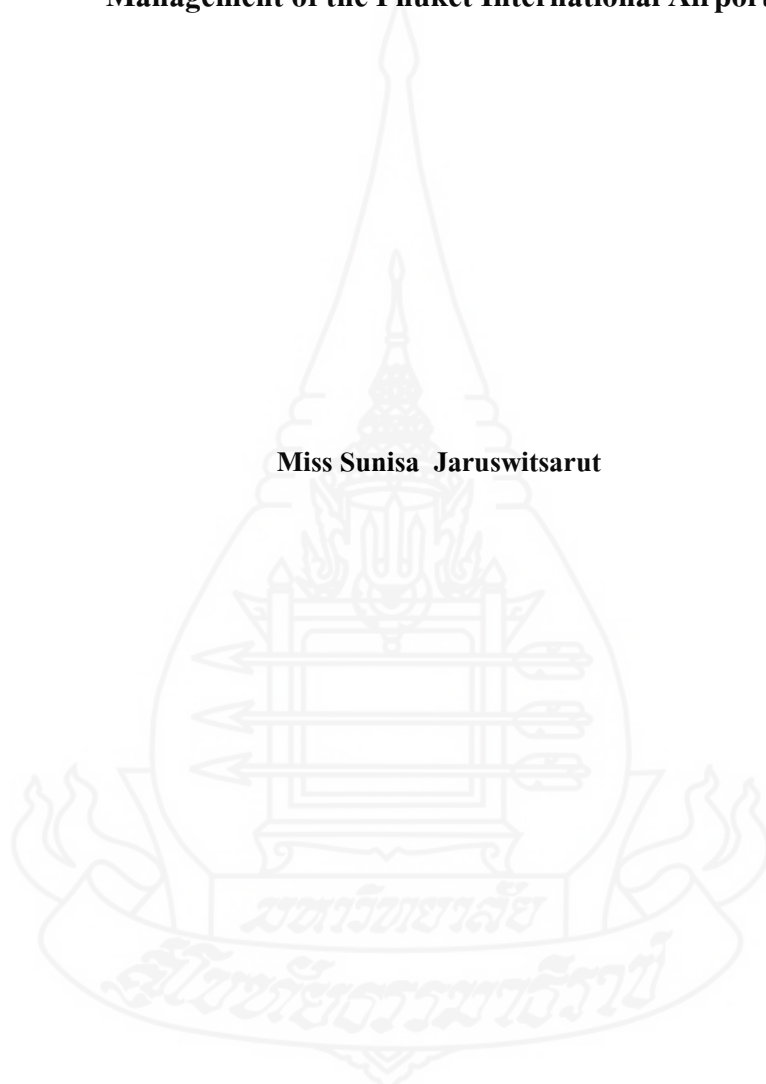 Management of the Phuket International Airport
Miss Sunisa Jaruswitsarut
มหาวิทยาลัย
สุโขทัยธรรมาธิราช